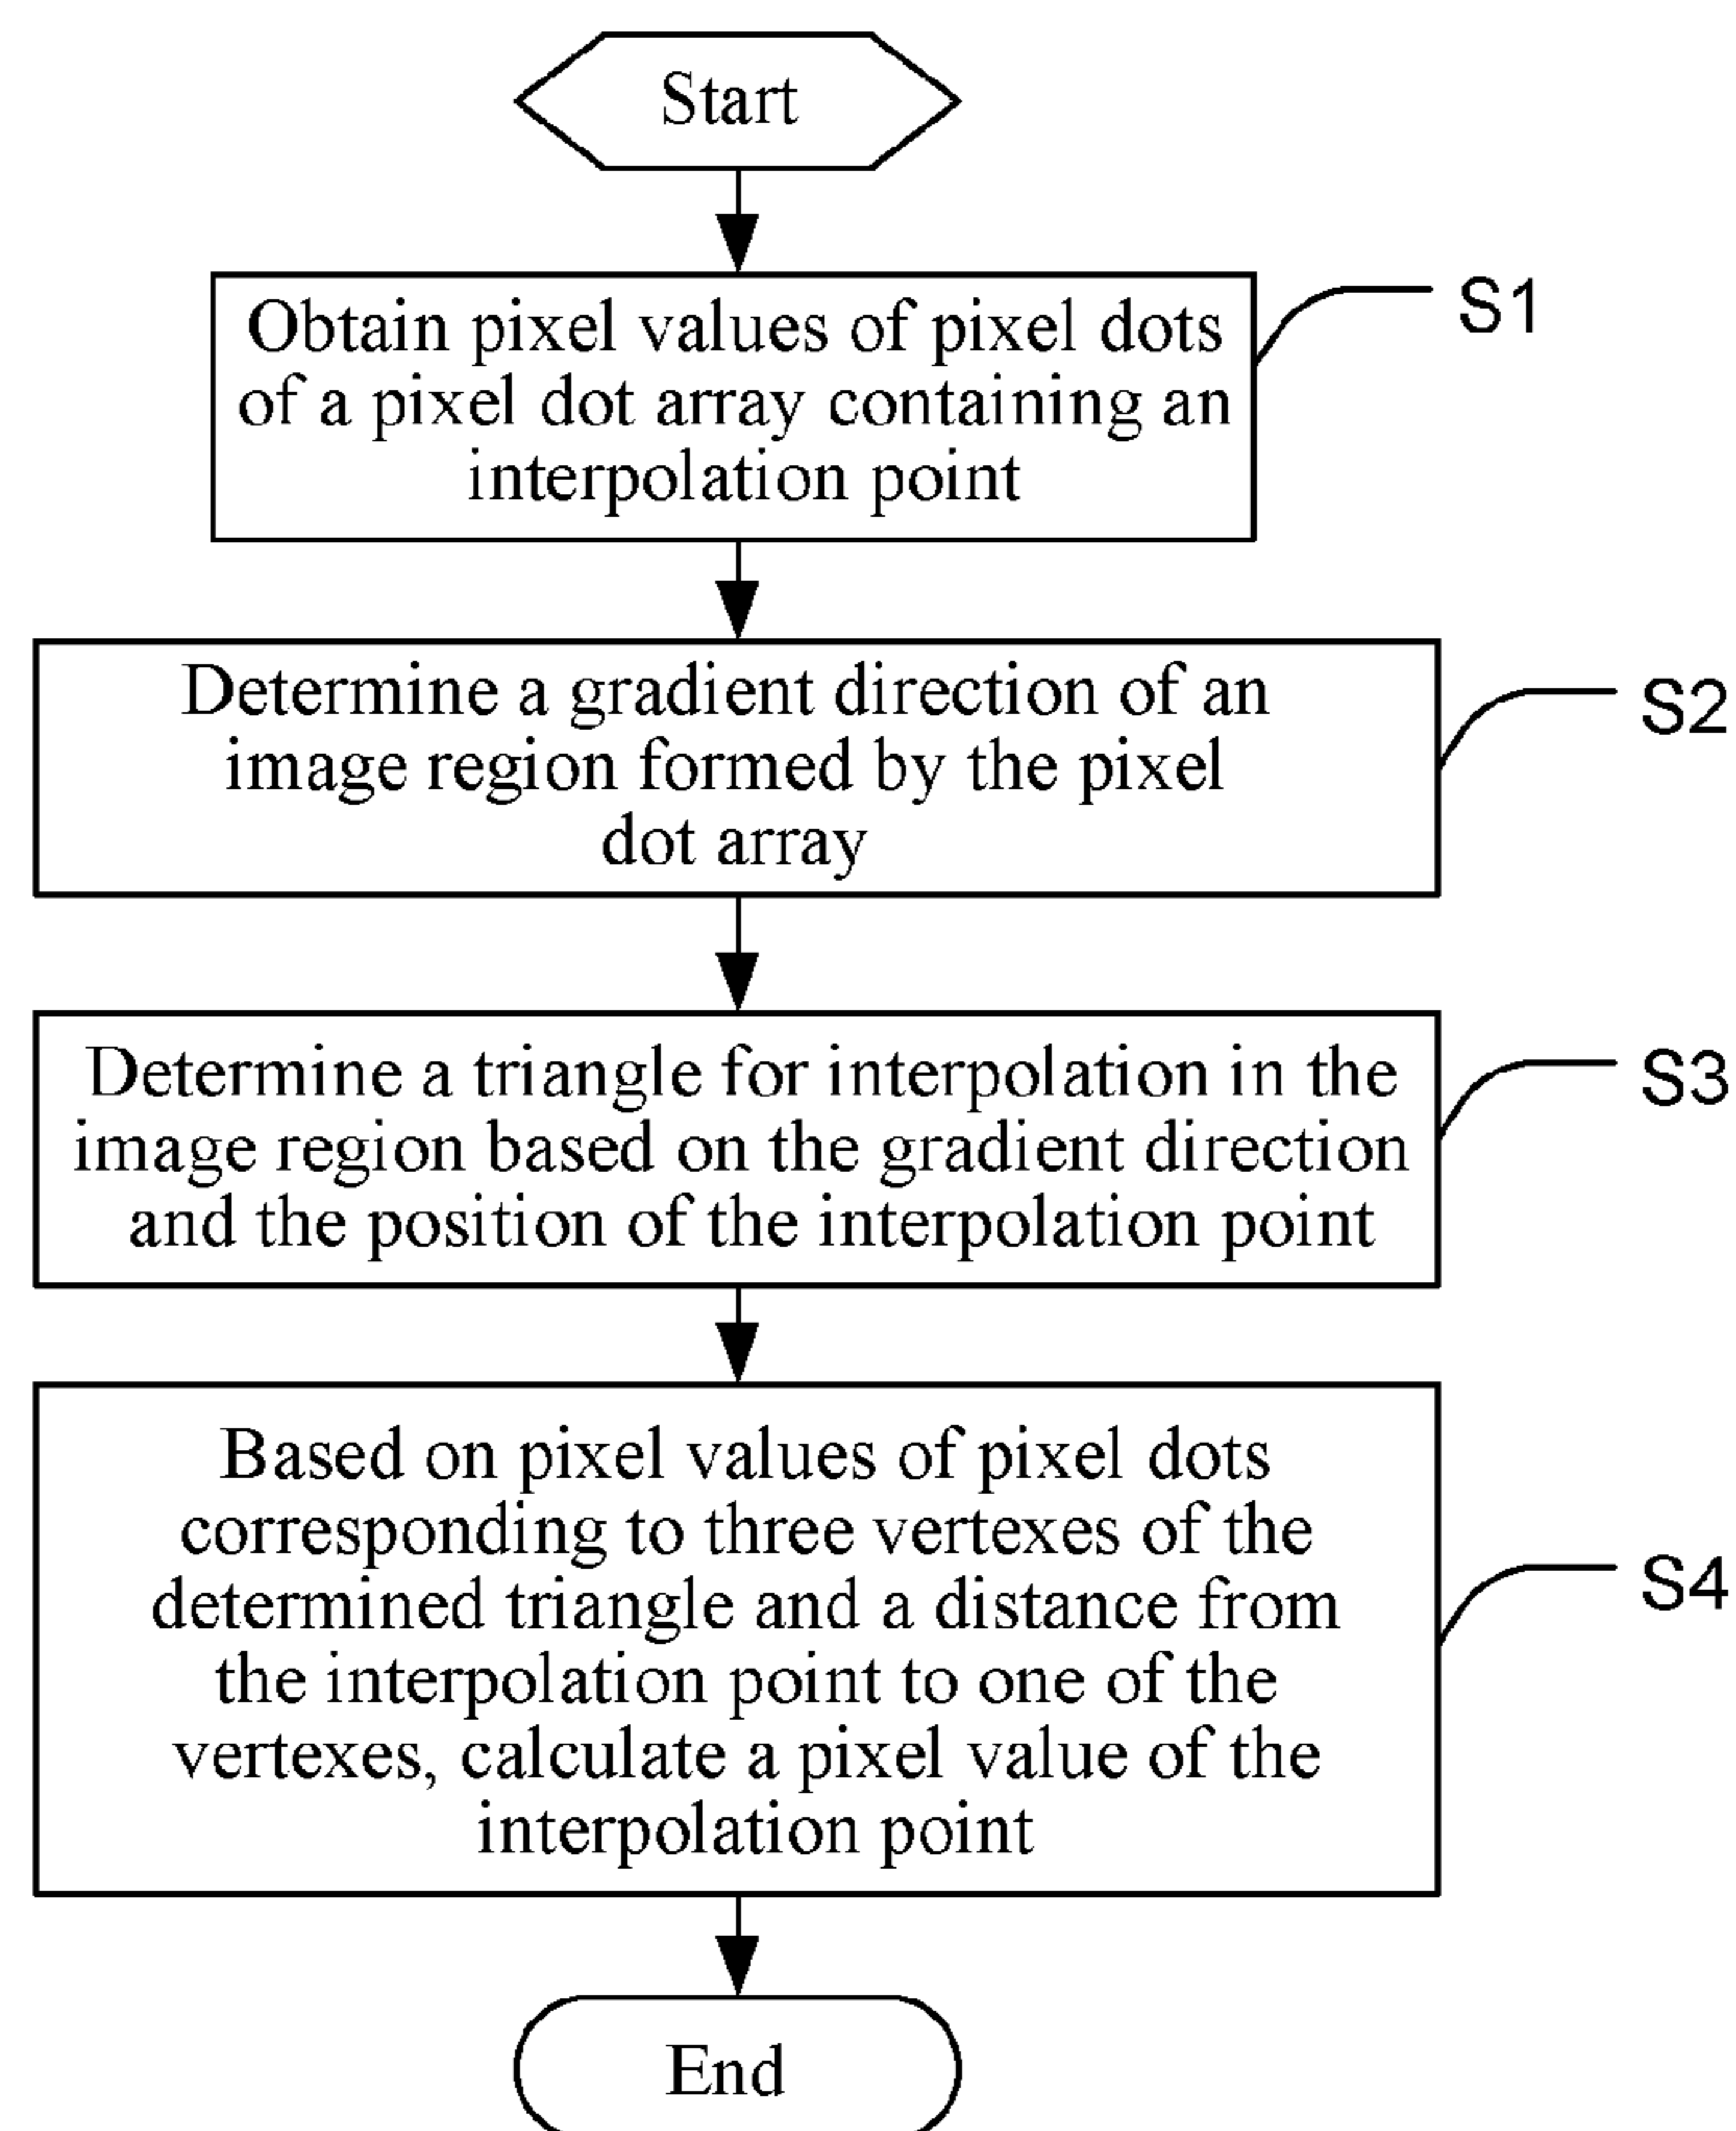 Start
Obtain pixel values of pixel dots
of a pixel dot array containing an
interpolation point
S1
Determine a gradient direction of an
image region formed by the pixel
dot array
S2
Determine a triangle for interpolation in the
image region based on the gradient direction
and the position of the interpolation point
S3
Based on pixel values of pixel dots
corresponding to three vertexes of the
determined triangle and a distance from
the interpolation point to one of the
vertexes, calculate a pixel value of the
interpolation point
S4
End